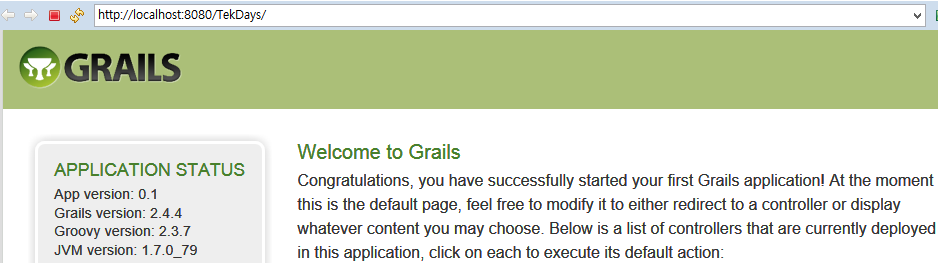 http://localhost:8080/TekDays/
GRAILS
APPLICATION STATUS
App version: 0.1
Grails version: 2.4.4
Groovy version: 2.3.7
JVM version: 1.7.0_79
Welcome to Grails
Congratulations, you have successfully started your first Grails application! At the moment
this is the default page, feel free to modify it to either redirect to a controller or display
whatever content you may choose. Below is a list of controllers that are currently deployed
in this application, click on each to execute its default action: